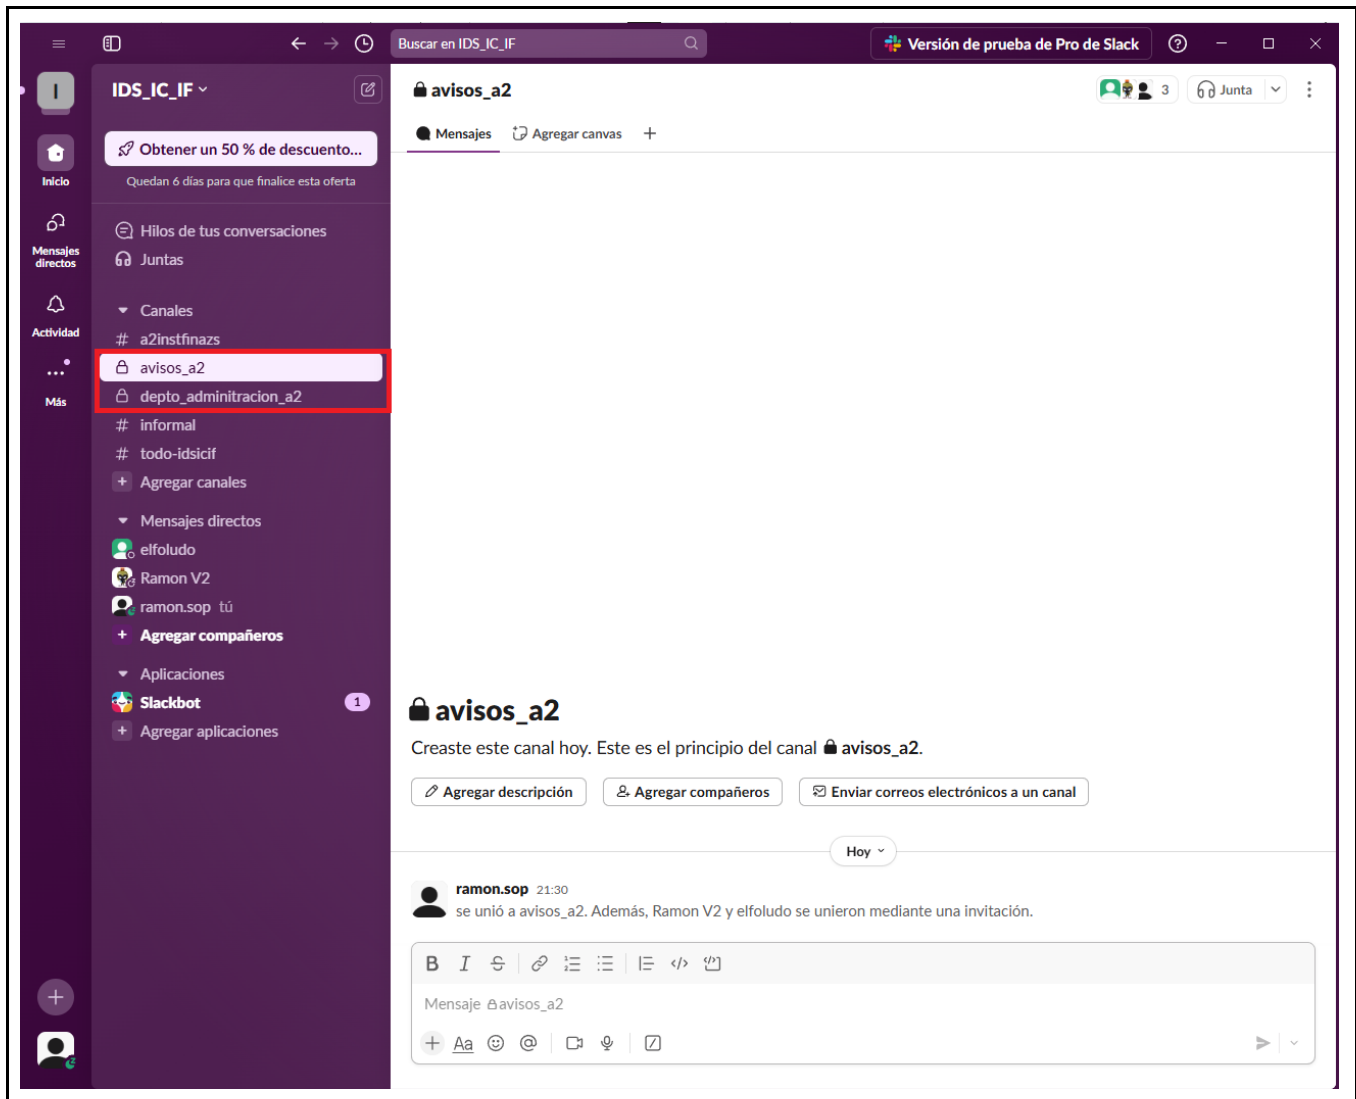 Buscar en IDS_IC_IF
Versión de prueba de Pro de Slack
I
IDS_IC_IF
Obtener un 50 % de descuento...
Quedan 6 días para que finalice esta oferta
Inicio
Mensajes
directos
Actividad
Más
Hilos de tus conversaciones
Juntas
Canales
# a2instfinazs
avisos_a2
depto_adminitracion_a2
# informal
# todo-idsicif
+ Agregar canales
Mensajes directos
elfoludo
Ramon V2
ramon.sop tú
+ Agregar compañeros
Aplicaciones
Slackbot 1
+ Agregar aplicaciones
avisos_a2
3
Junta
Mensajes
Agregar canvas
+
avisos_a2
Creaste este canal hoy. Este es el principio del canal avisos_a2.
Agregar descripción
Agregar compañeros
Enviar correos electrónicos a un canal
Hoy
ramon.sop 21:30
se unió a avisos_a2. Además, Ramon V2 y elfoludo se unieron mediante una invitación.
B I S
Mensaje avisos_a2
+ Aa @